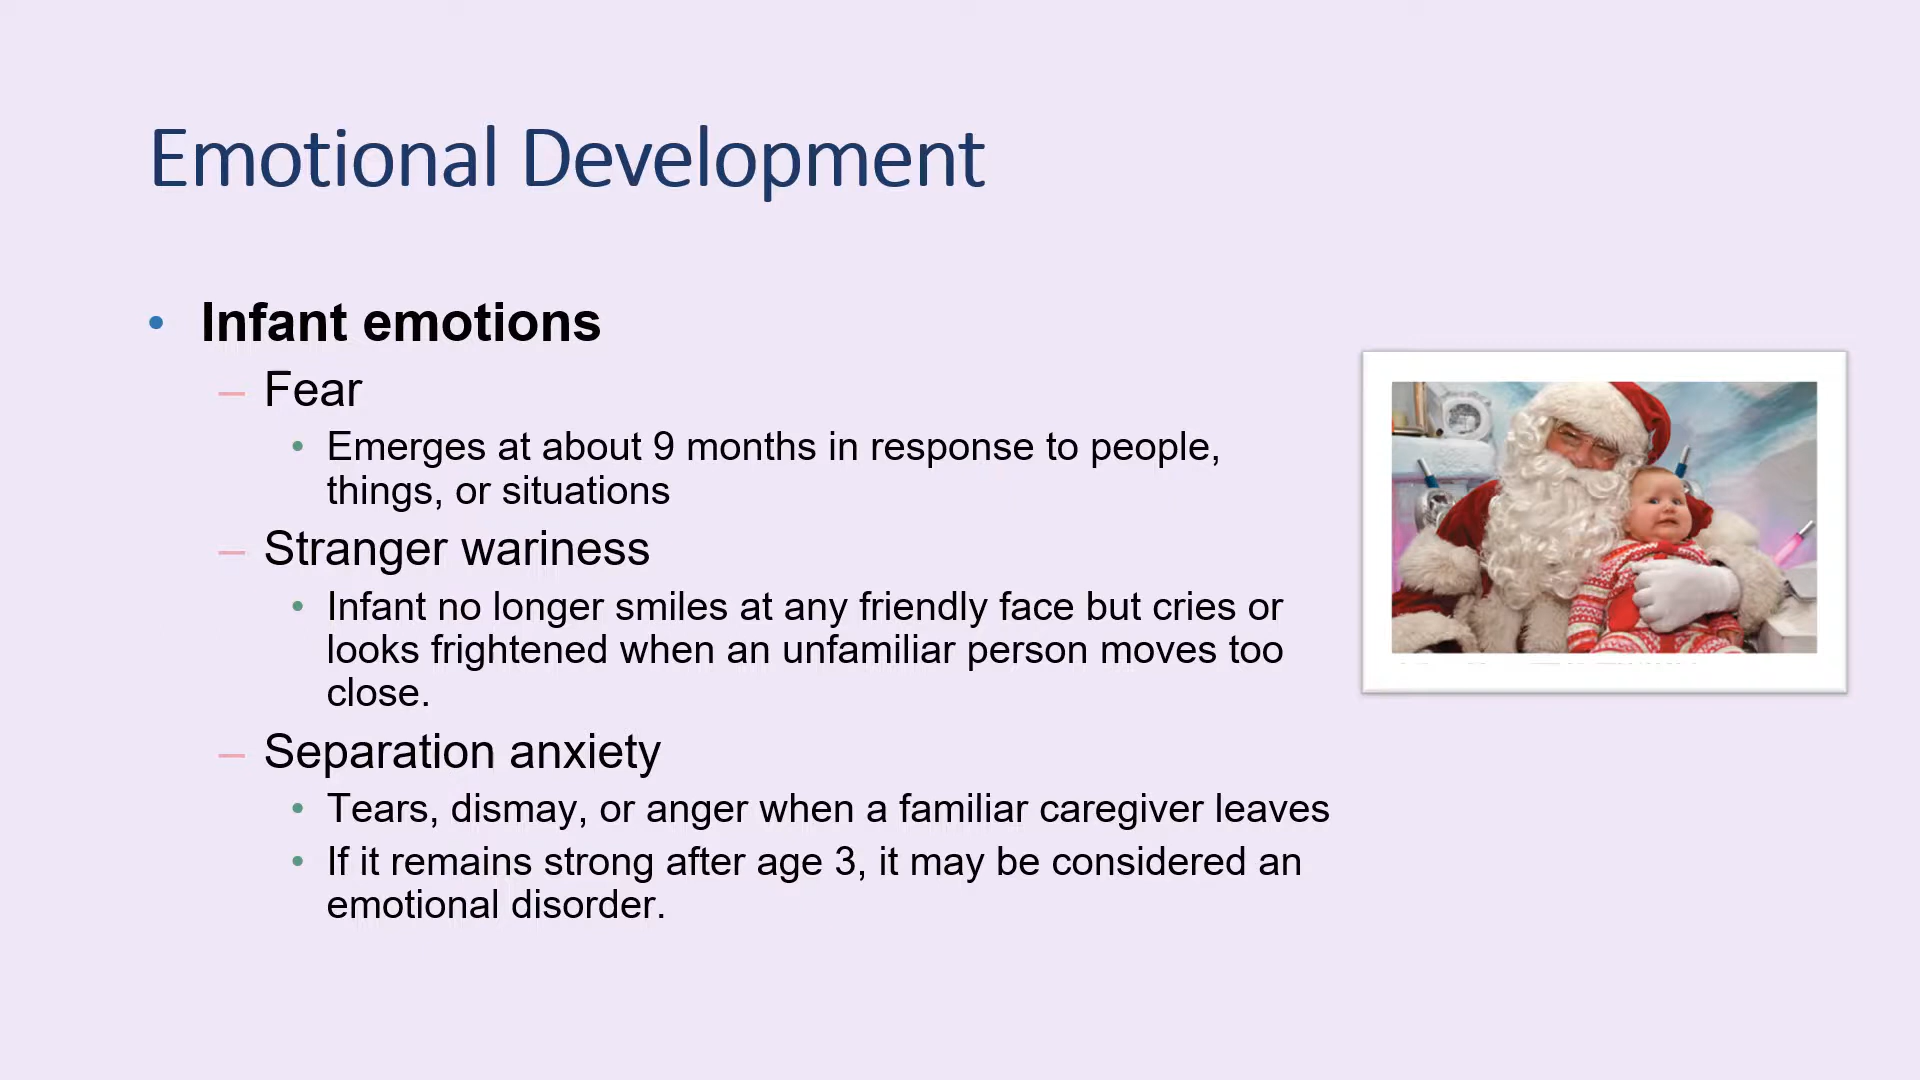 Emotional Development
• Infant emotions
– Fear
• Emerges at about 9 months in response to people,
things, or situations
– Stranger wariness
• Infant no longer smiles at any friendly face but cries or
looks frightened when an unfamiliar person moves too
close.
– Separation anxiety
• Tears, dismay, or anger when a familiar caregiver leaves
• If it remains strong after age 3, it may be considered an
emotional disorder.